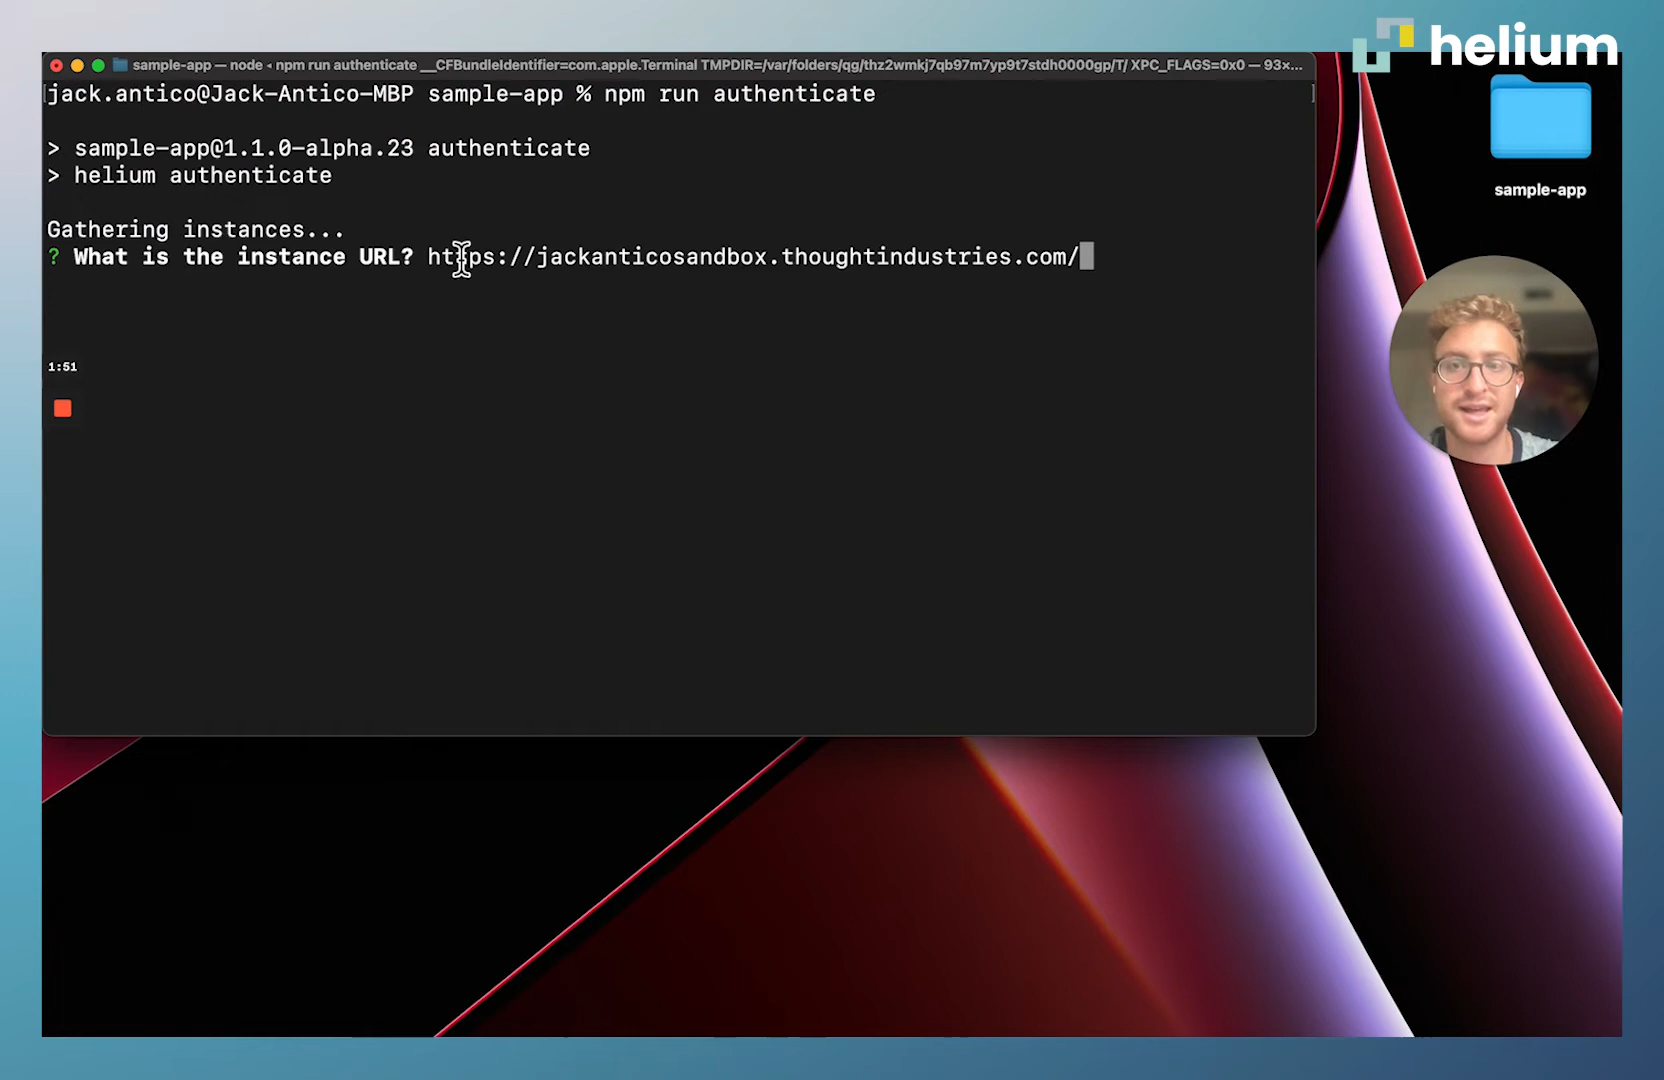 helium
sample-app — node ◂ npm run authenticate __CFBundleIdentifier=com.apple.Terminal TMPDIR=/var/folders/qg/thz2wmkj7qb97m7yp9t7stdh0000gp/T/ XPC_FLAGS=0x0 — 93×...
jack.antico@Jack-Antico-MBP sample-app % npm run authenticate
> sample-app@1.1.0-alpha.23 authenticate
> helium authenticate
sample-app
Gathering instances...
? What is the instance URL? https://jackanticosandbox.thoughtindustries.com/
1:51